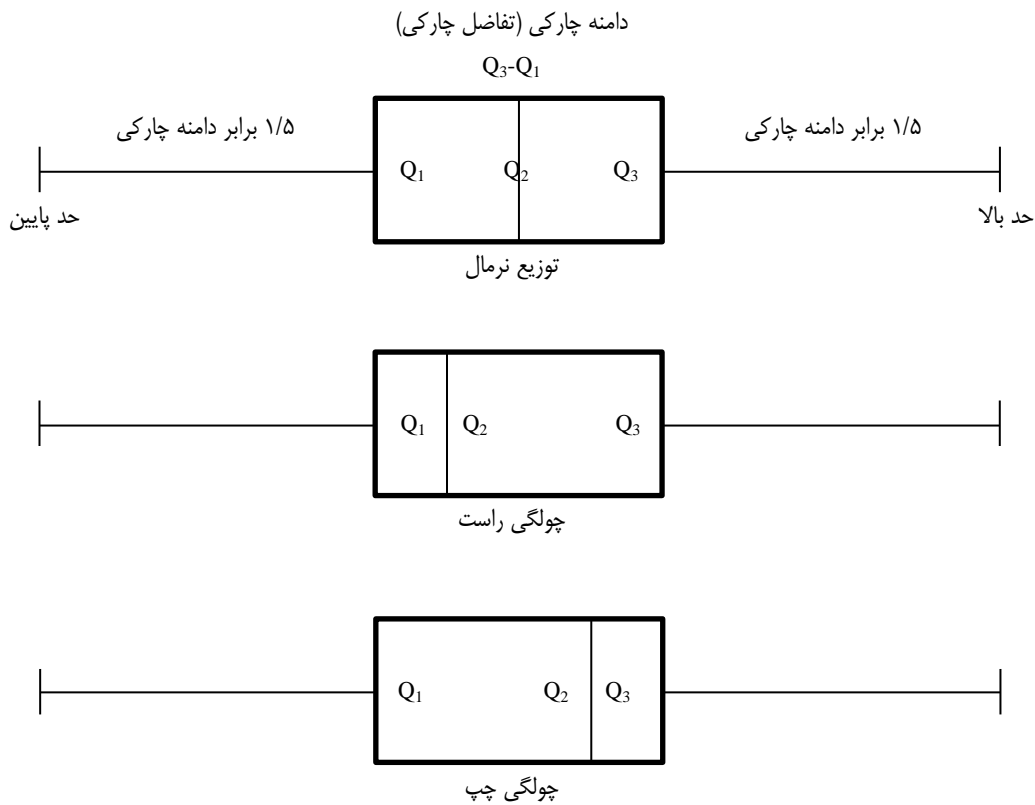 دامنه چارکی (تفاضل چارکی)
Q₃-Q₁
۱/۵ برابر دامنه چارکی
۱/۵ برابر دامنه چارکی
Q₁ Q₂ Q₃
حد پایین
حد بالا
توزیع نرمال
Q₁ Q₂ Q₃
چولگی راست
Q₁ Q₂ Q₃
چولگی چپ